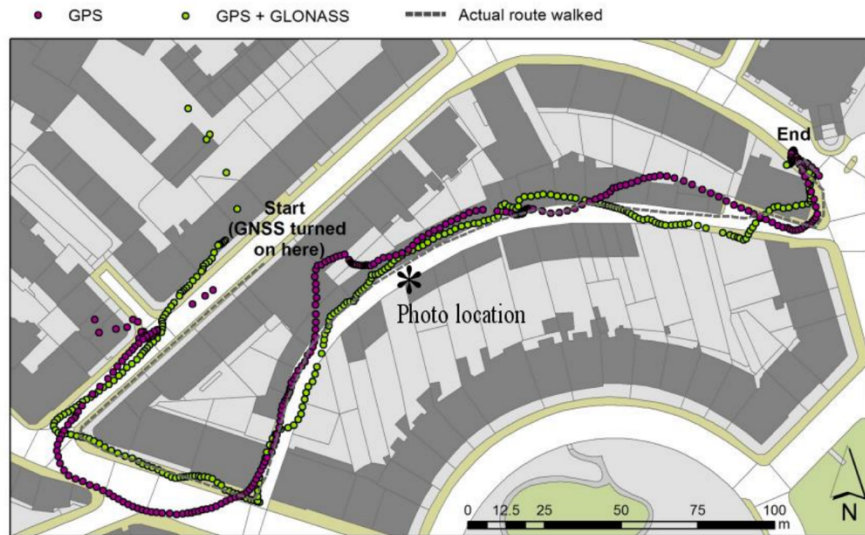 GPS GPS + GLONASS Actual route walked
End
Start
(GNSS turned
on here)
Photo location
0 12.5 25 50 75 100
m
N